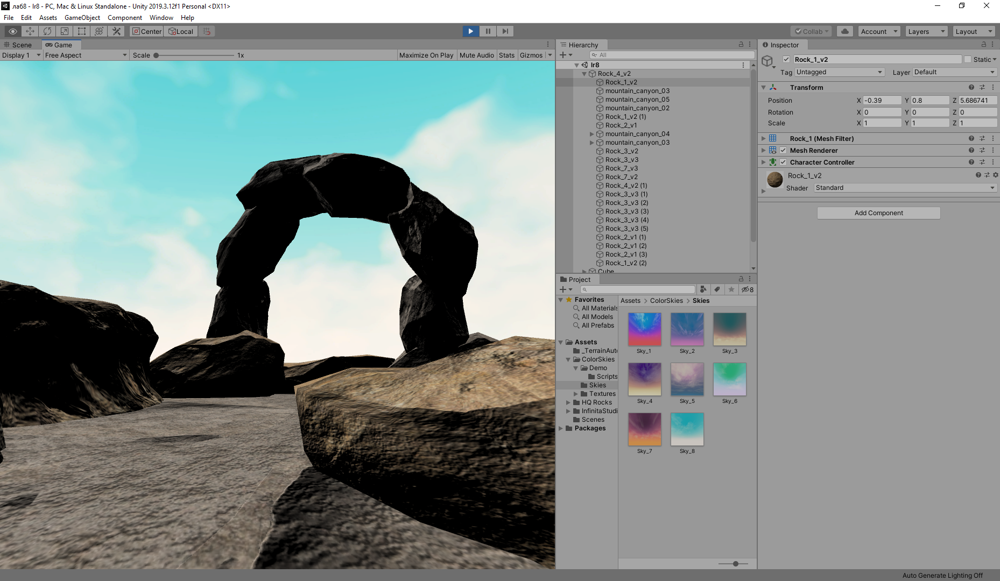 ла68 - lr8 - PC, Mac & Linux Standalone - Unity 2019.3.12f1 Personal <DX11>
File Edit Assets GameObject Component Window Help
Center Local Collab Account Layers Layout
Scene Game
Display 1 Free Aspect Scale 1x Maximize On Play Mute Audio Stats Gizmos
Hierarchy
All
lr8
Rock_4_v2
Rock_1_v2
mountain_canyon_03
mountain_canyon_05
mountain_canyon_02
Rock_1_v2 (1)
Rock_2_v1
mountain_canyon_04
mountain_canyon_03
Rock_3_v2
Rock_3_v3
Rock_7_v3
Rock_7_v2
Rock_4_v2 (1)
Rock_3_v3 (1)
Rock_3_v3 (2)
Rock_3_v3 (3)
Rock_3_v3 (4)
Rock_3_v3 (5)
Rock_2_v1 (1)
Rock_2_v1 (2)
Rock_2_v1 (3)
Rock_1_v2 (2)
Cube
Project
8
Favorites
All Materials
All Models
All Prefabs
Assets
_TerrainAuto
ColorSkies
Demo
Scripts
Skies
Textures
HQ Rocks
InfinitaStudi
Scenes
Packages
Assets > ColorSkies > Skies
Sky_1 Sky_2 Sky_3
Sky_4 Sky_5 Sky_6
Sky_7 Sky_8
Inspector
Rock_1_v2 Static
Tag Untagged Layer Default
Transform
Position X -0.39 Y 0.8 Z 5.686741
Rotation X 0 Y 0 Z 0
Scale X 1 Y 1 Z 1
Rock_1 (Mesh Filter)
Mesh Renderer
Character Controller
Rock_1_v2
Shader Standard
Add Component
Auto Generate Lighting Off